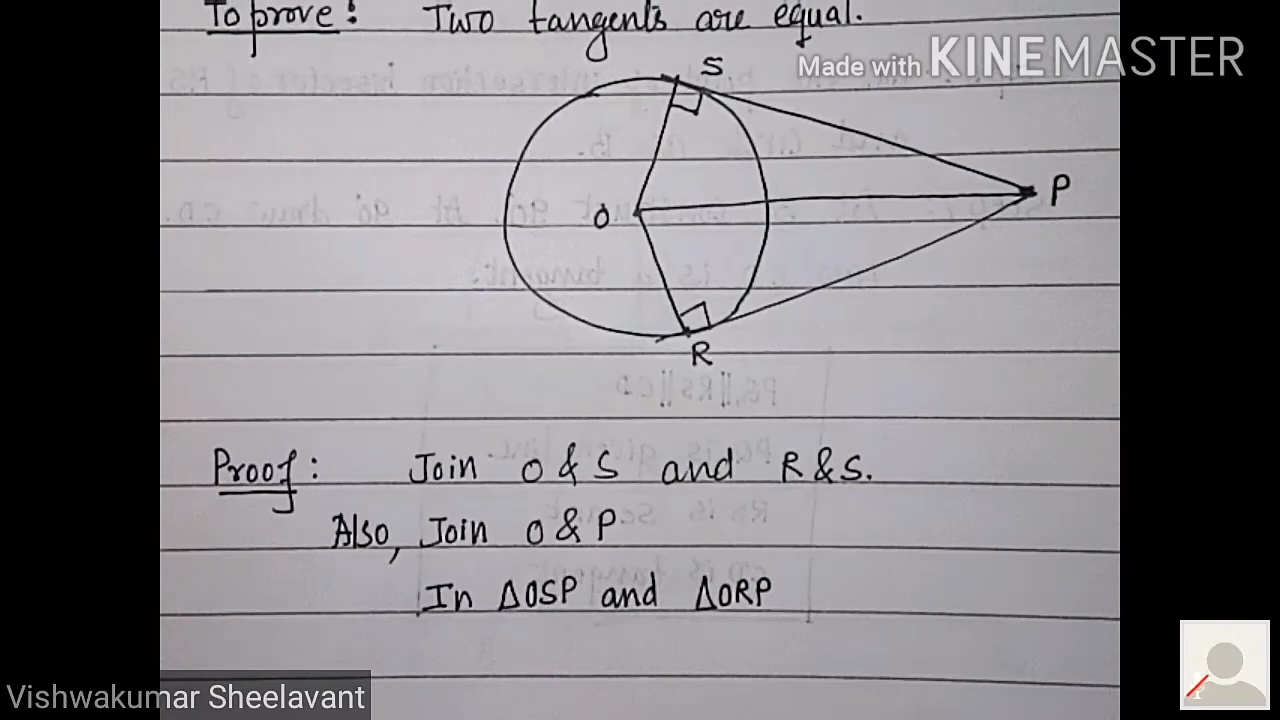 To prove: Two tangents are equal.
Made with KINEMASTER
S
O
P
R
Proof: Join O & S and R & S.
Also, Join O & P
In ΔOSP and ΔORP
Vishwakumar Sheelavant